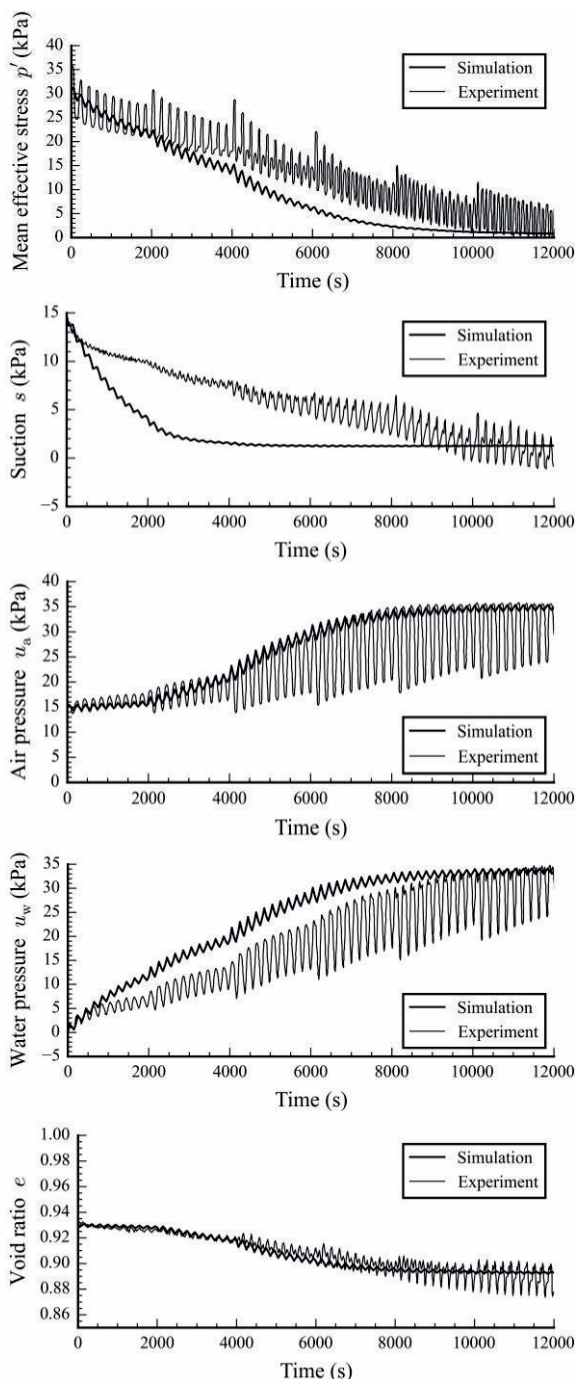 Mean effective stress p′ (kPa)
40
35
30
25
20
15
10
5
0
Simulation
Experiment
0 2000 4000 6000 8000 10000 12000
Time (s)
Suction s (kPa)
15
10
5
0
−5
Simulation
Experiment
0 2000 4000 6000 8000 10000 12000
Time (s)
Air pressure ua (kPa)
40
35
30
25
20
15
10
5
0
Simulation
Experiment
0 2000 4000 6000 8000 10000 12000
Time (s)
Water pressure uw (kPa)
35
30
25
20
15
10
5
0
−5
Simulation
Experiment
0 2000 4000 6000 8000 10000 12000
Time (s)
Void ratio e
1.00
0.98
0.94
0.92
0.90
0.88
0.86
Simulation
Experiment
0 2000 4000 6000 8000 10000 12000
Time (s)